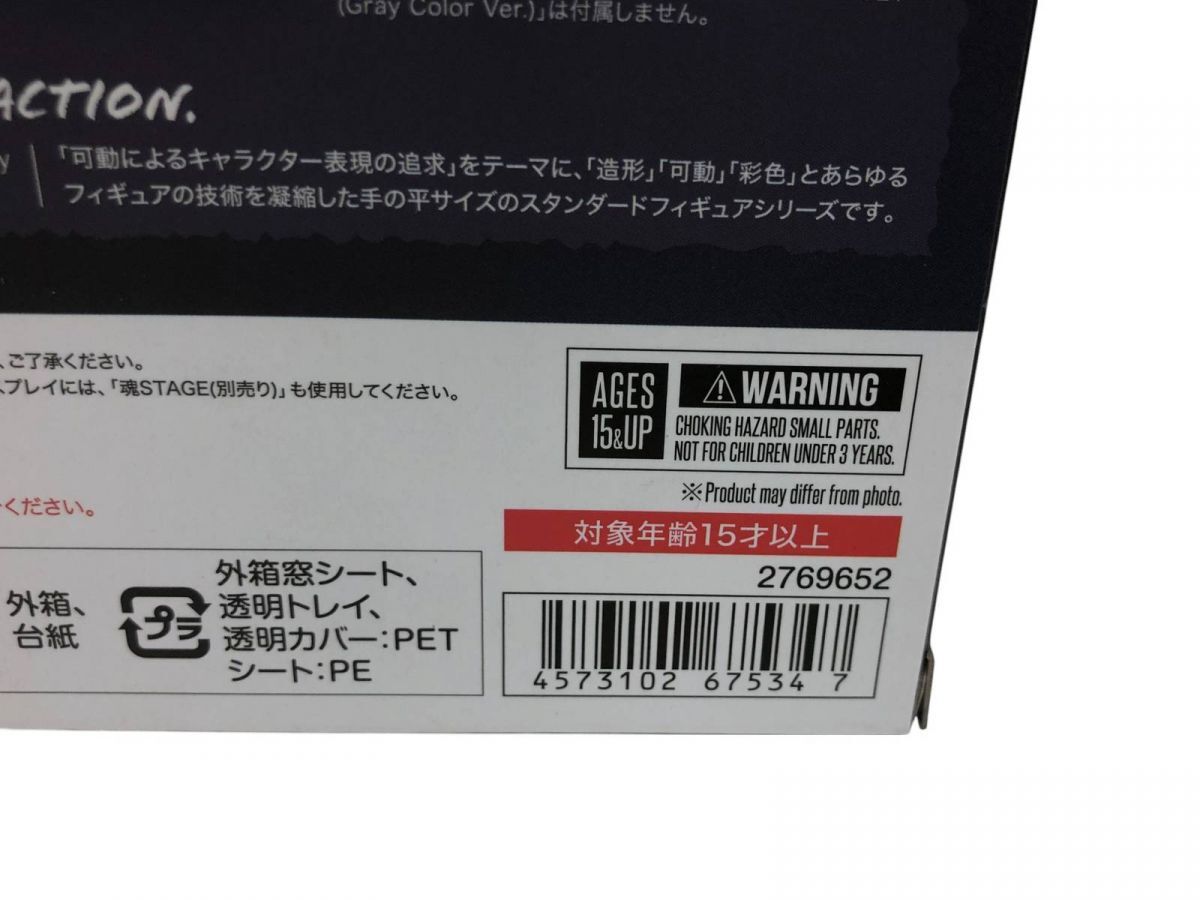 (Gray Color Ver.)」は付属しません。
ACTION.
y
「可動によるキャラクター表現の追求」をテーマに、「造形」「可動」「彩色」とあらゆる
フィギュアの技術を凝縮した手の平サイズのスタンダードフィギュアシリーズです。
、ご了承ください。
スプレイには、「魂STAGE(別売り)」も使用してください。
AGES
15&UP
⚠WARNING
CHOKING HAZARD SMALL PARTS.
NOT FOR CHILDREN UNDER 3 YEARS.
※Product may differ from photo.
ください。
対象年齢15才以上
2769652
外箱、
台紙
プラ
外箱窓シート、
透明トレイ、
透明カバー:PET
シート:PE
4573102 675347